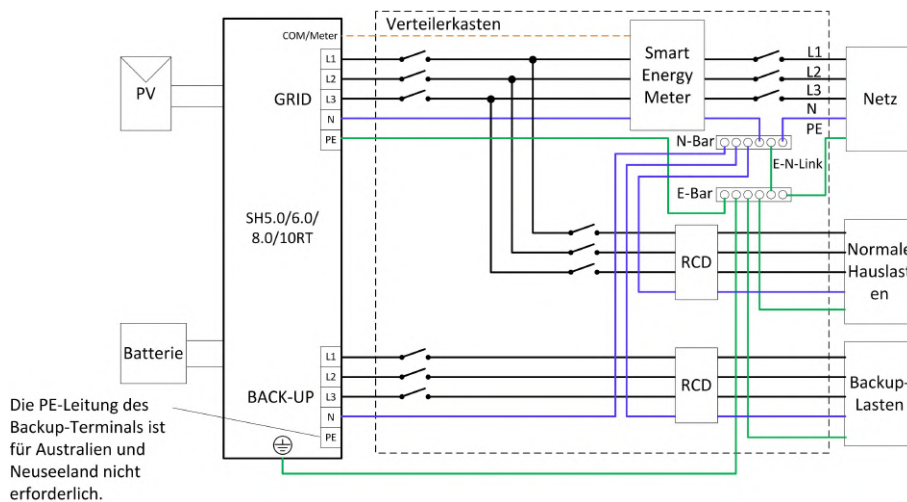 Verteilerkasten
COM/Meter
L1
L2
L3
N
PE
GRID
PV
Smart
Energy
Meter
L1
L2
L3
N
PE
Netz
N-Bar
E-N-Link
E-Bar
SH5.0/6.0/
8.0/10RT
RCD
Normale
Hauslast
en
Batterie
L1
L2
L3
N
PE
BACK-UP
RCD
Backup-
Lasten
Die PE-Leitung des
Backup-Terminals ist
für Australien und
Neuseeland nicht
erforderlich.